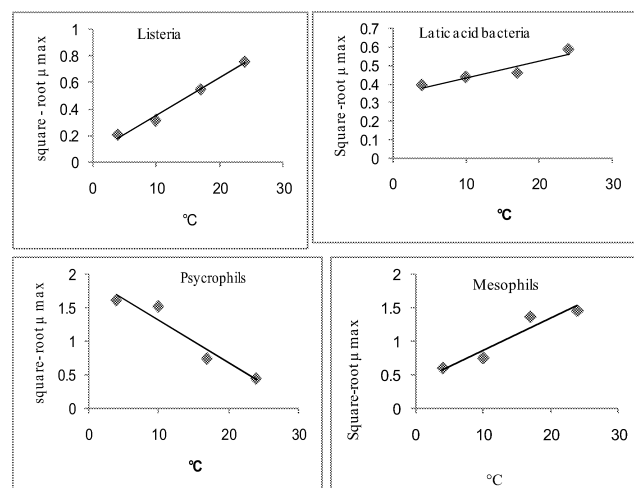 Listeria
square - root µ max
1
0.8
0.6
0.4
0.2
0
0 10 20 30
°C
Latic acid bacteria
Square -root µ max
0.7
0.6
0.5
0.4
0.3
0.2
0.1
0
0 10 20 30
°C
Psycrophils
square- root µ max
2
1.5
1
0.5
0
0 10 20 30
°C
Mesophils
Square-root µ max
2
1.5
1
0.5
0
0 10 20 30
°C